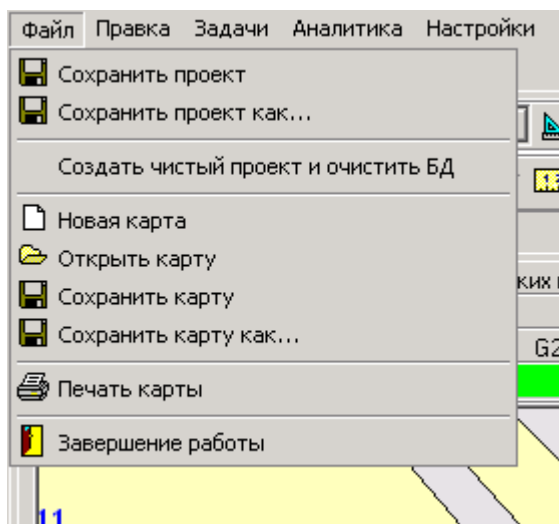 Файл Правка Задачи Аналитика Настройки
Сохранить проект
Сохранить проект как...
Создать чистый проект и очистить БД
Новая карта
Открыть карту
Сохранить карту
Сохранить карту как...
Печать карты
Завершение работы
11